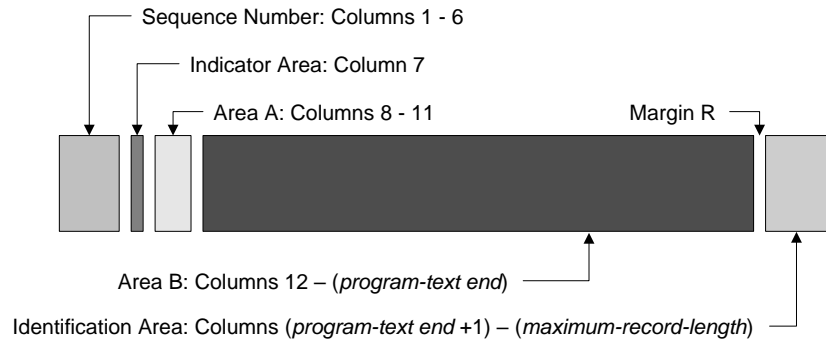 Sequence Number: Columns 1 - 6
Indicator Area: Column 7
Area A: Columns 8 - 11
Margin R
Area B: Columns 12 – (program-text end)
Identification Area: Columns (program-text end +1) – (maximum-record-length)